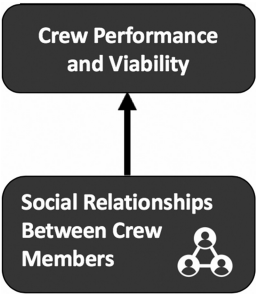 Crew Performance
and Viability
Social Relationships
Between Crew
Members